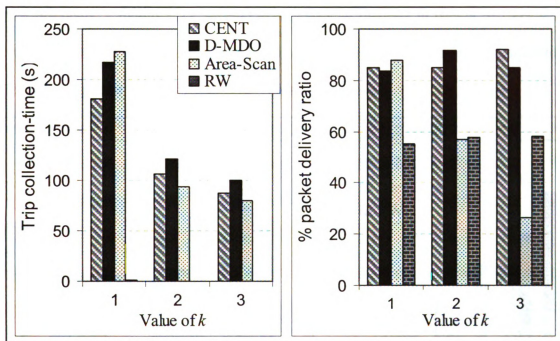 Trip collection-time (s)
250
200
150
100
50
0
1 2 3
Value of k
CENT
D-MDO
Area-Scan
RW
% packet delivery ratio
100
80
60
40
20
0
1 2 3
Value of k